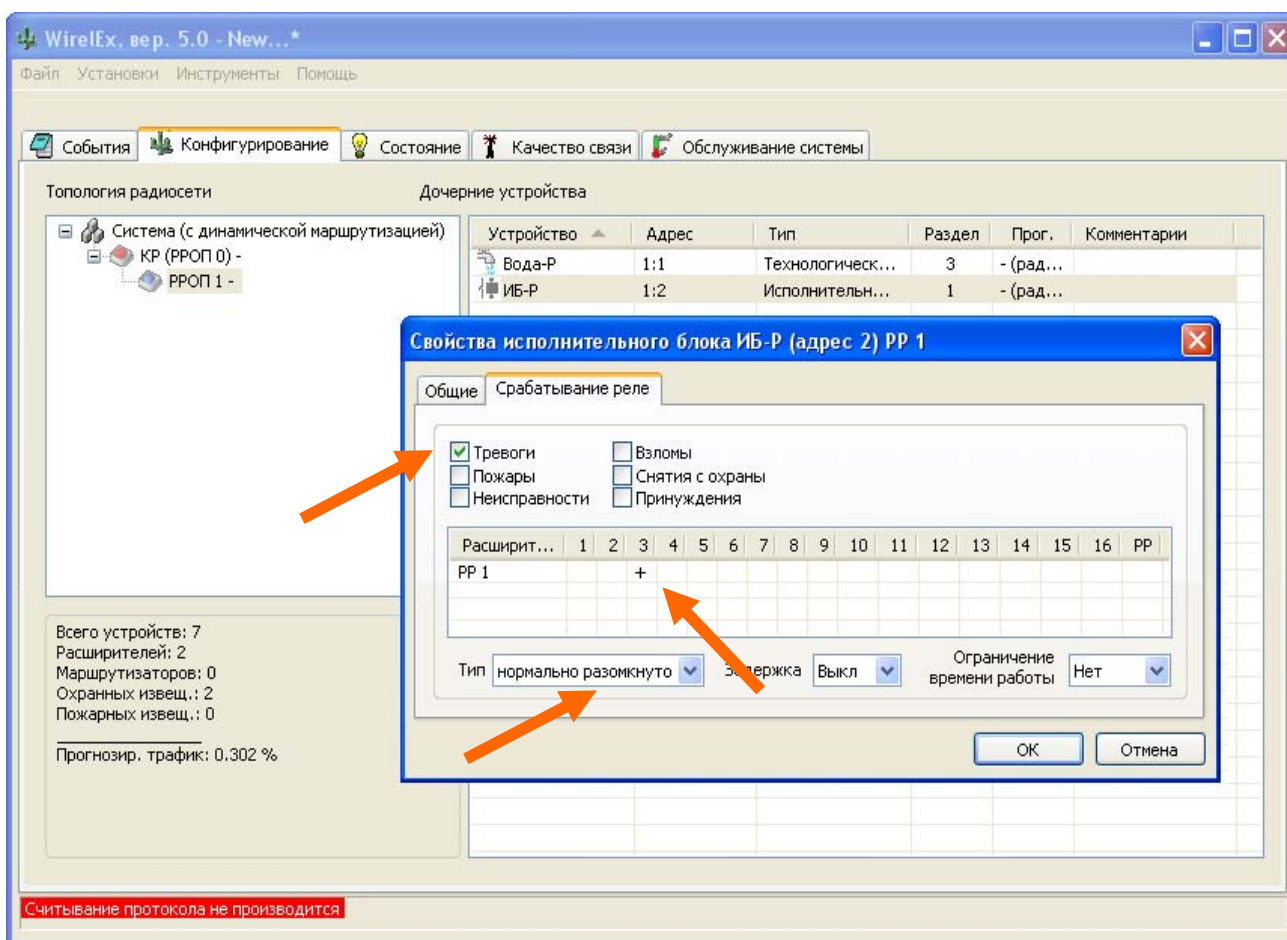 WirelEx, вер. 5.0 - New...*
Файл Установки Инструменты Помощь
События Конфигурирование Состояние Качество связи Обслуживание системы
Топология радиосети Дочерние устройства
Система (с динамической маршрутизацией)
КР (РРОП 0) -
РРОП 1 -
Устройство Адрес Тип Раздел Прог. Комментарии
Вода-Р 1:1 Технологическ... 3 - (рад...
ИБ-Р 1:2 Исполнительн... 1 - (рад...
Свойства исполнительного блока ИБ-Р (адрес 2) РР 1
Общие Срабатывание реле
Тревоги Взломы
Пожары Снятия с охраны
Неисправности Принуждения
Расширит... 1 2 3 4 5 6 7 8 9 10 11 12 13 14 15 16 РР
РР 1 +
Тип нормально разомкнуто Задержка Выкл Ограничение времени работы Нет
ОК Отмена
Всего устройств: 7
Расширителей: 2
Маршрутизаторов: 0
Охранных извещ.: 2
Пожарных извещ.: 0
Прогнозир. трафик: 0.302 %
Считывание протокола не производится